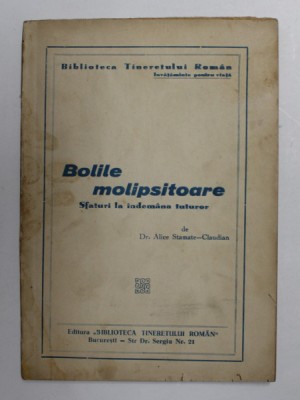 Biblioteca Tineretului Român
Învățăminte pentru viață
Bolile
molipsitoare
Sfaturi la îndemâna tuturor
de
Dr. Alice Stamate-Claudian
Editura „BIBLIOTECA TINERETULUI ROMÂN"
București - Str Dr. Sergiu Nr. 21